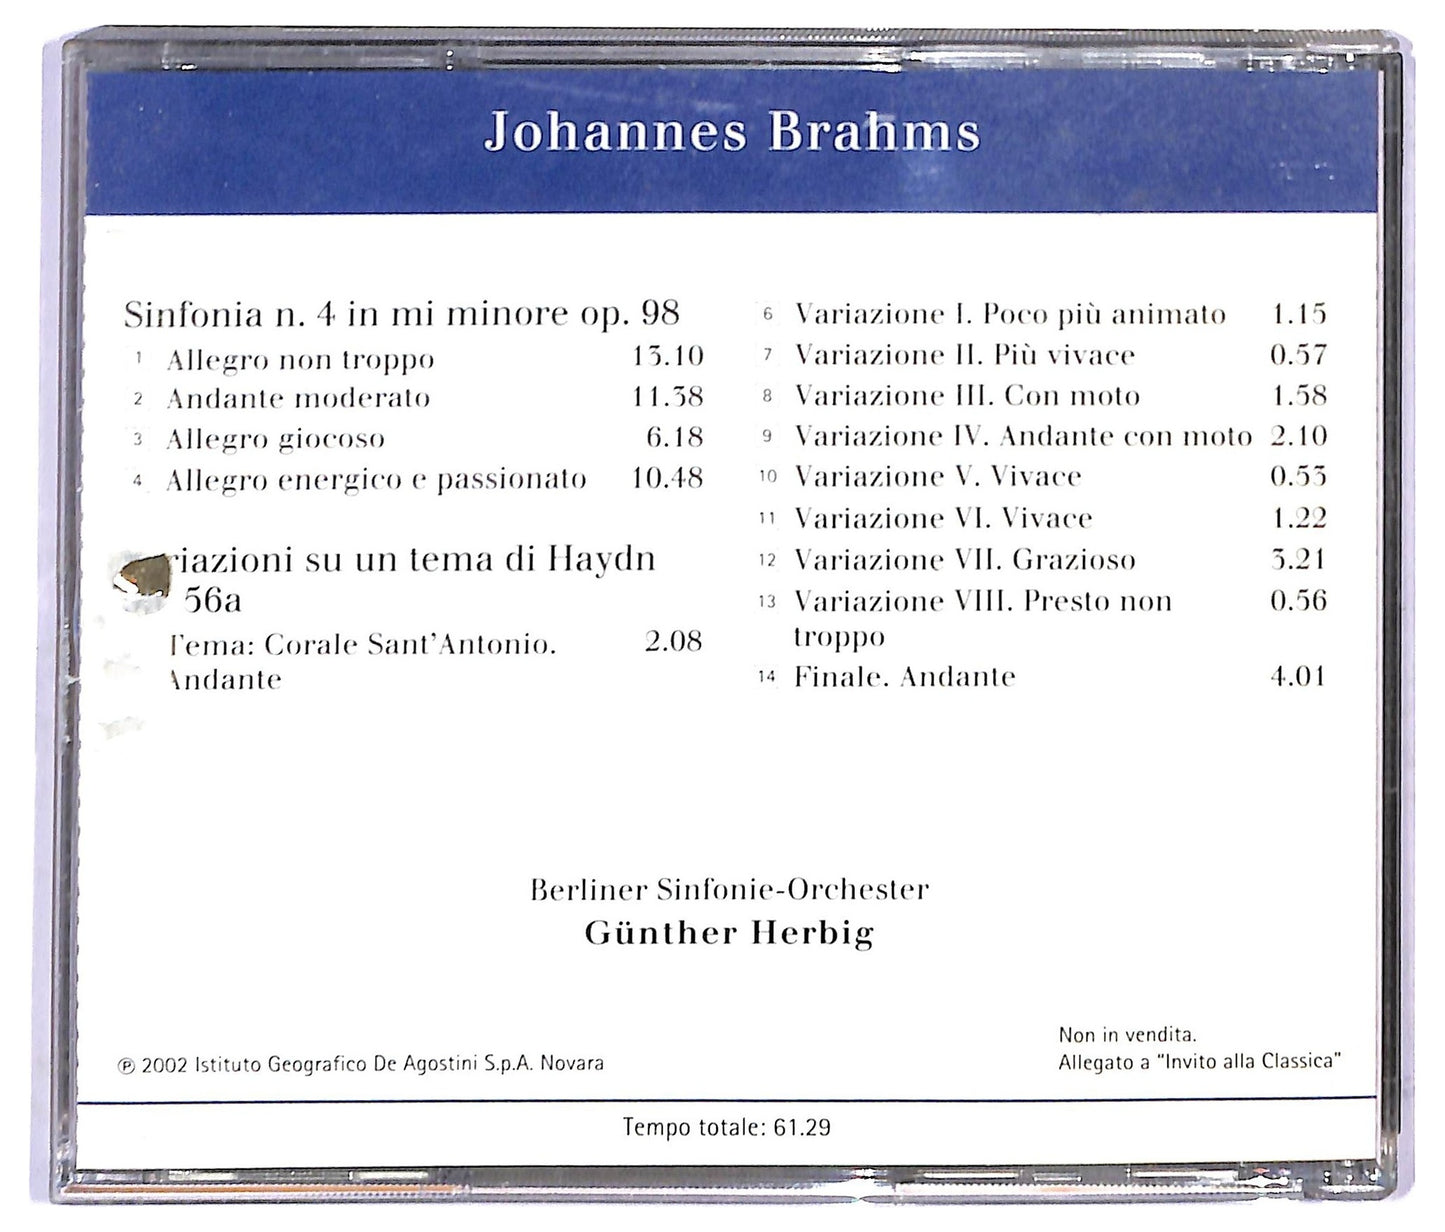 Johannes Brahms
Sinfonia n. 4 in mi minore op. 98
1 Allegro non troppo 13.10
2 Andante moderato 11.38
3 Allegro giocoso 6.18
4 Allegro energico e passionato 10.48
riazioni su un tema di Haydn
56a
Tema: Corale Sant'Antonio. 2.08
Andante
6 Variazione I. Poco più animato 1.15
7 Variazione II. Più vivace 0.57
8 Variazione III. Con moto 1.58
9 Variazione IV. Andante con moto 2.10
10 Variazione V. Vivace 0.53
11 Variazione VI. Vivace 1.22
12 Variazione VII. Grazioso 3.21
13 Variazione VIII. Presto non 0.56
troppo
14 Finale. Andante 4.01
Berliner Sinfonie-Orchester
Günther Herbig
℗ 2002 Istituto Geografico De Agostini S.p.A. Novara
Non in vendita.
Allegato a "Invito alla Classica"
Tempo totale: 61.29